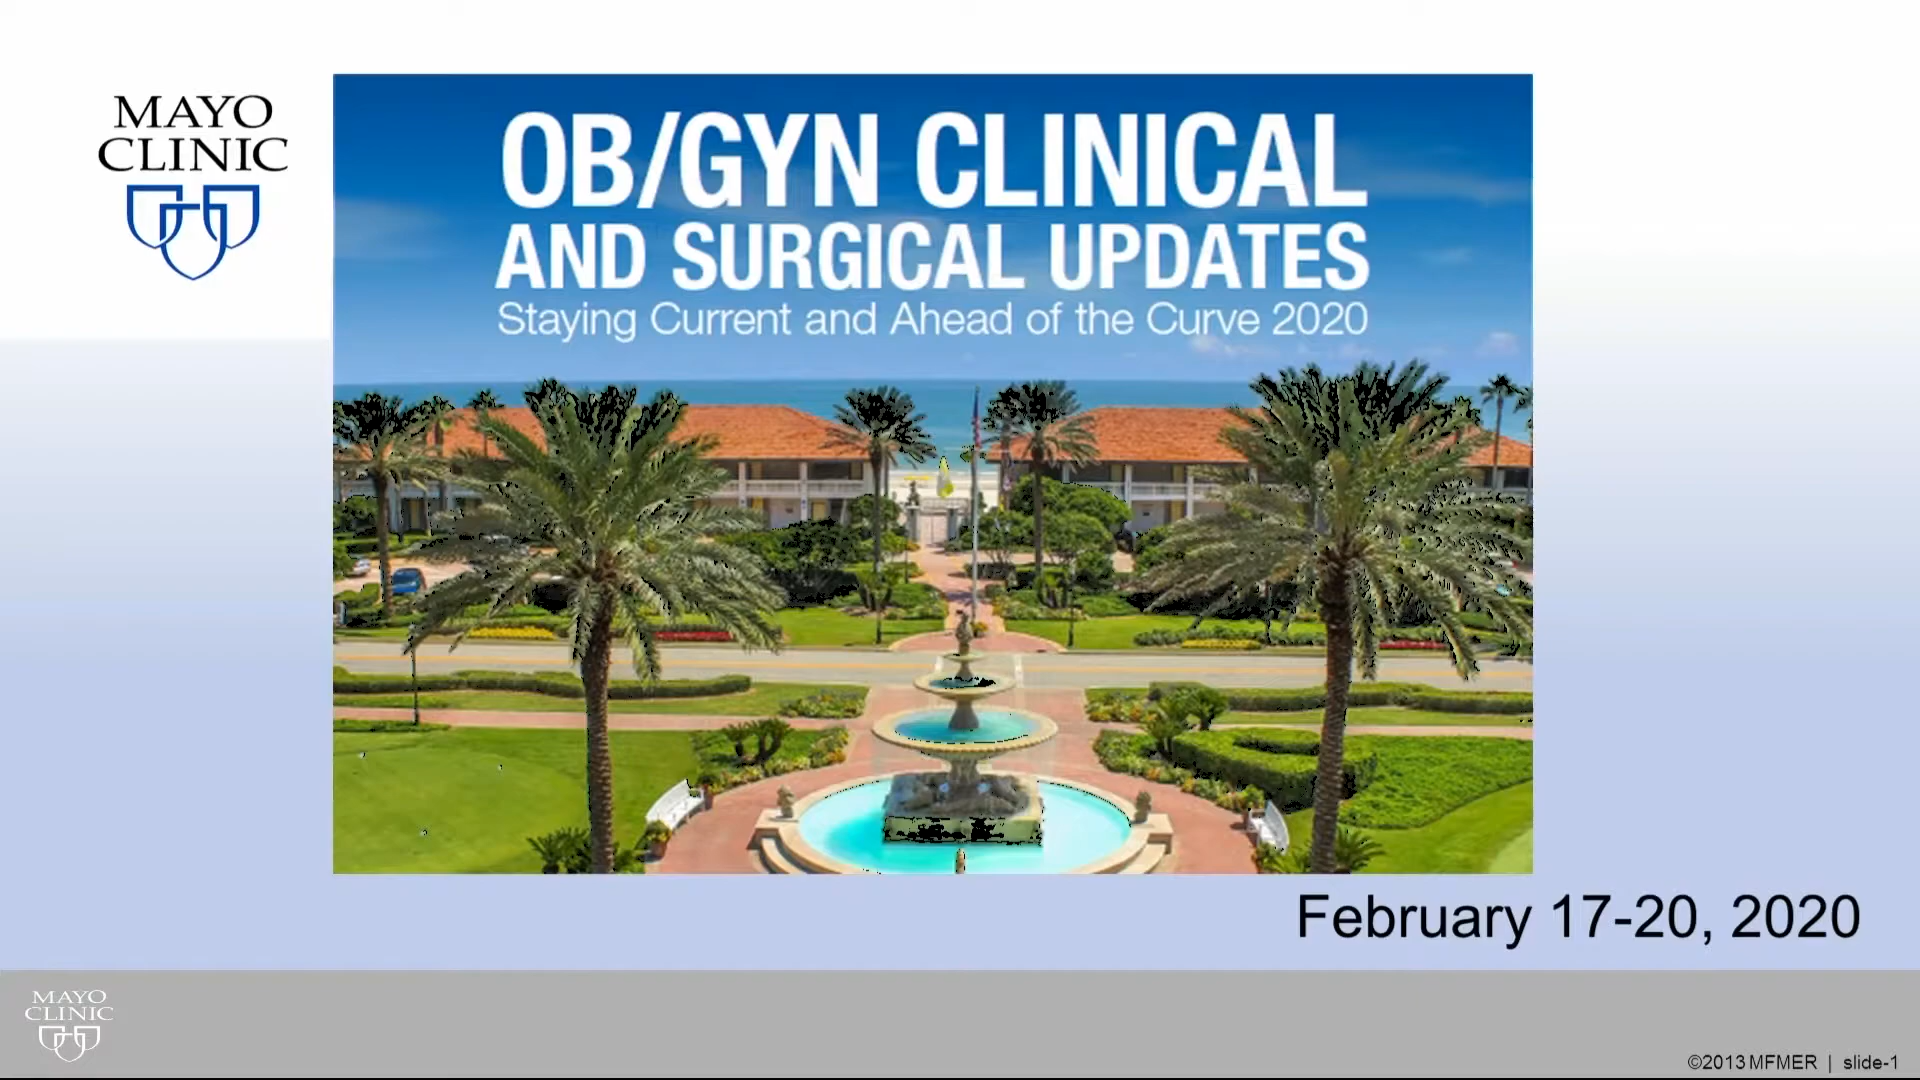 MAYO
CLINIC
OB/GYN CLINICAL
AND SURGICAL UPDATES
Staying Current and Ahead of the Curve 2020
February 17-20, 2020
MAYO
CLINIC
©2013 MFMER | slide-1